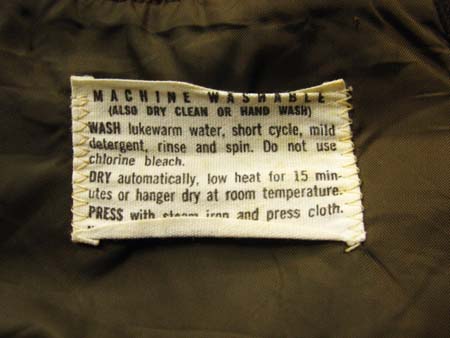 MACHINE WASHABLE
(ALSO DRY CLEAN OR HAND WASH)
WASH lukewarm water, short cycle, mild
detergent, rinse and spin. Do not use
chlorine bleach.
DRY automatically, low heat for 15 min-
utes or hanger dry at room temperature.
PRESS with steam iron and press cloth.